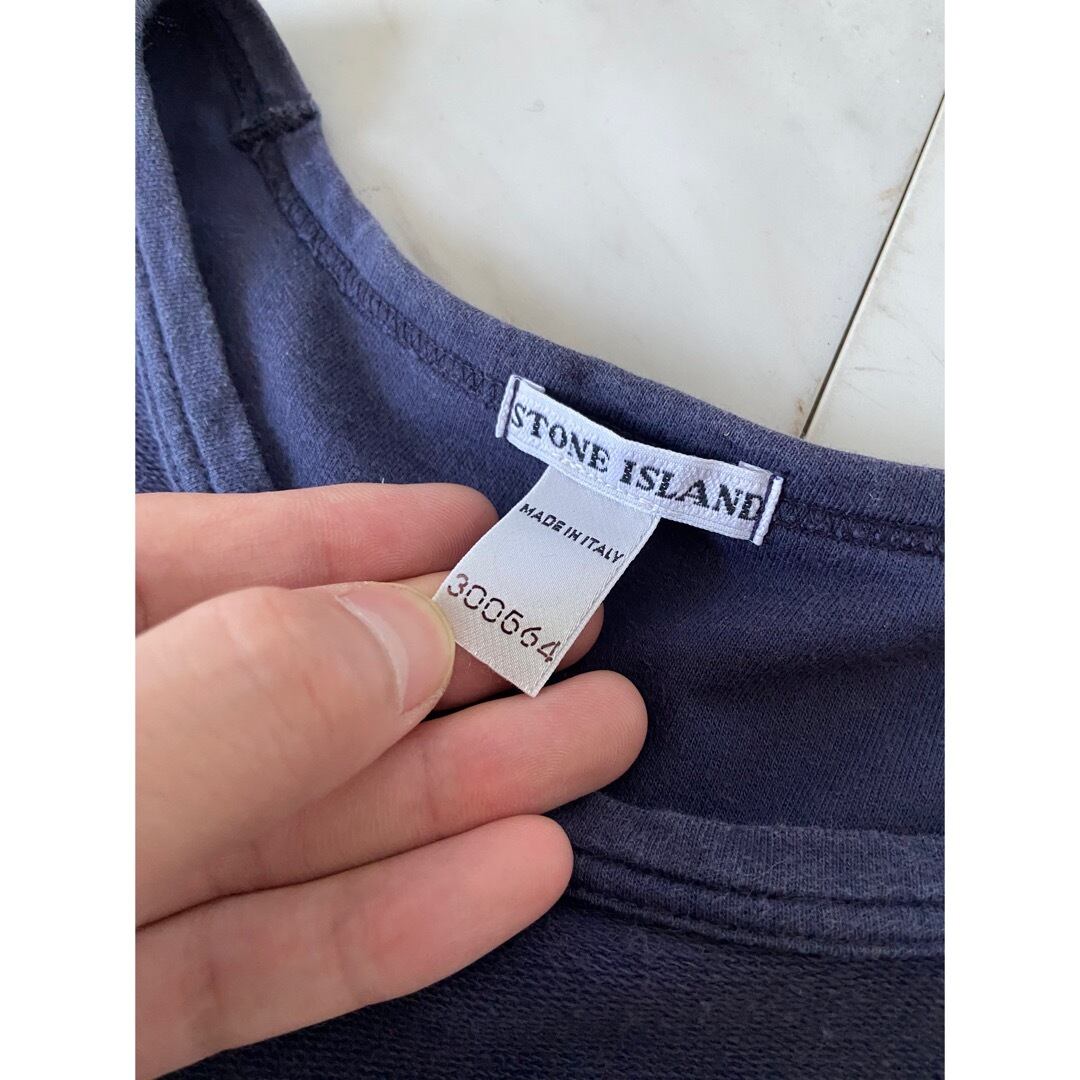 STONE ISLAND
MADE IN ITALY
300564